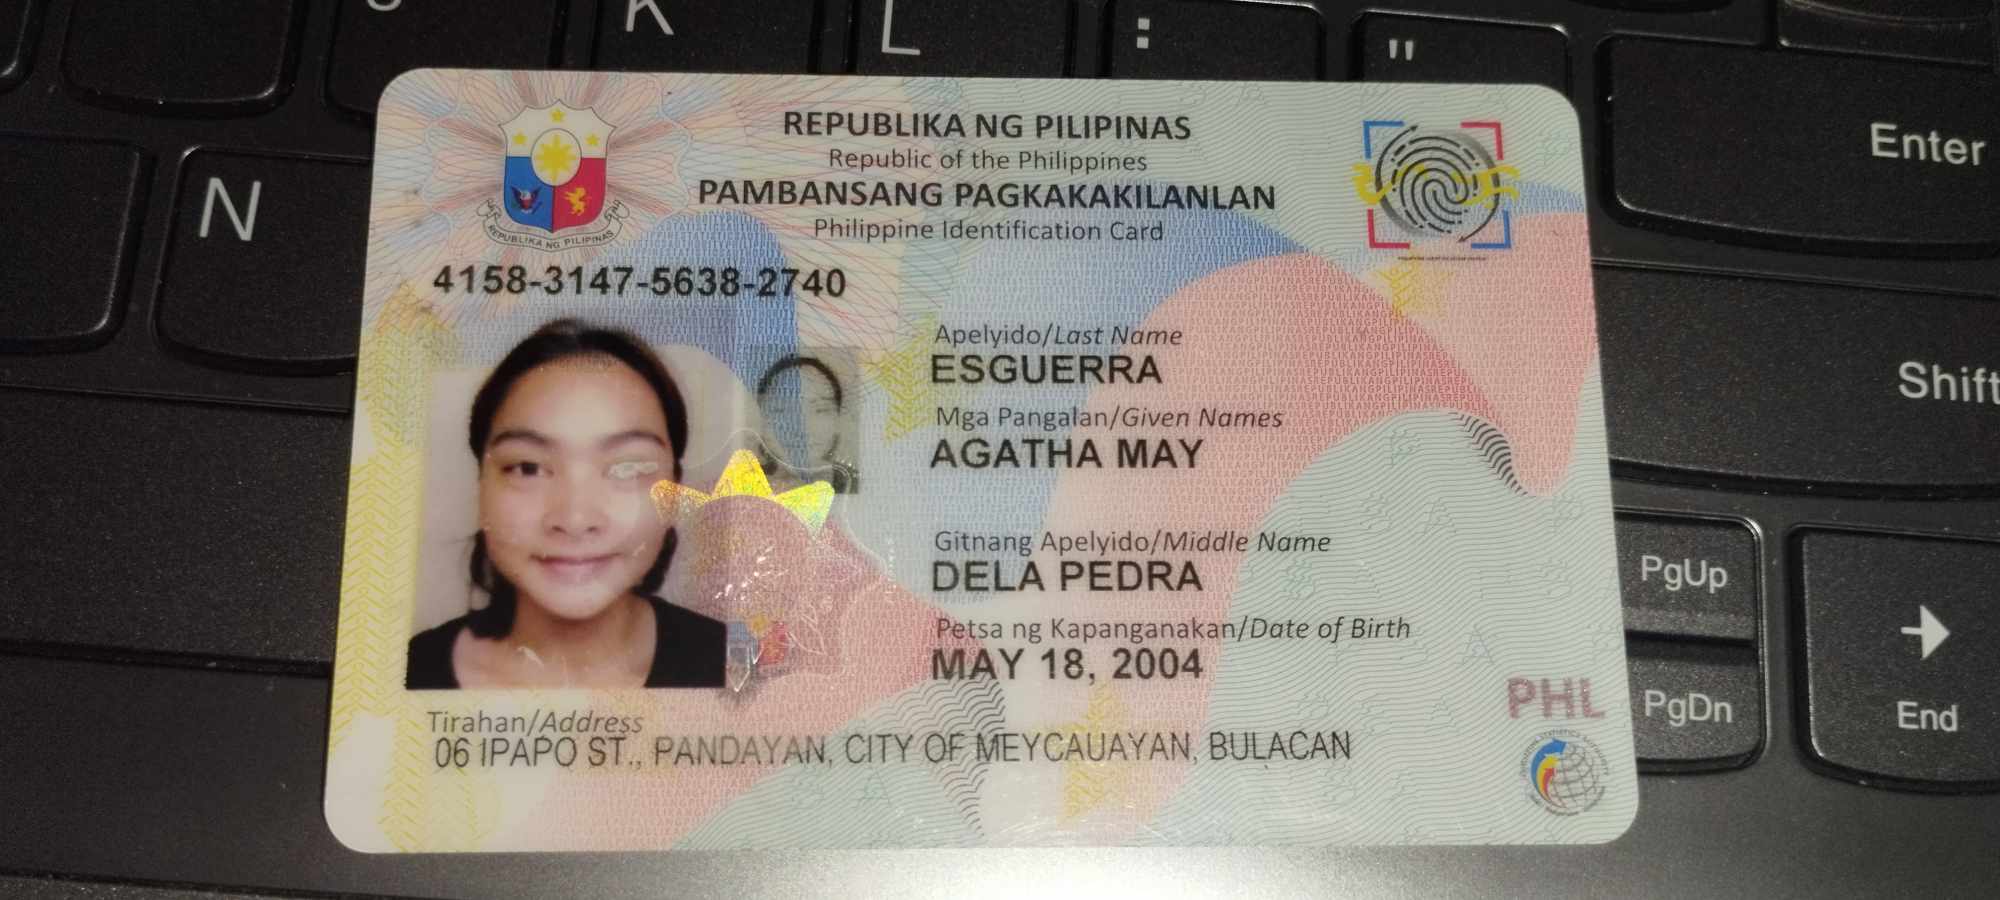 K
L
:
"
N
Enter
Shift
PgUp
PgDn
End
REPUBLIKA NG PILIPINAS
Republic of the Philippines
PAMBANSANG PAGKAKAKILANLAN
Philippine Identification Card
REPUBLIKA NG PILIPINAS
4158-3147-5638-2740
Apelyido/Last Name
ESGUERRA
Mga Pangalan/Given Names
AGATHA MAY
Gitnang Apelyido/Middle Name
DELA PEDRA
Petsa ng Kapanganakan/Date of Birth
MAY 18, 2004
PHL
Tirahan/Address
06 IPAPO ST., PANDAYAN, CITY OF MEYCAUAYAN, BULACAN